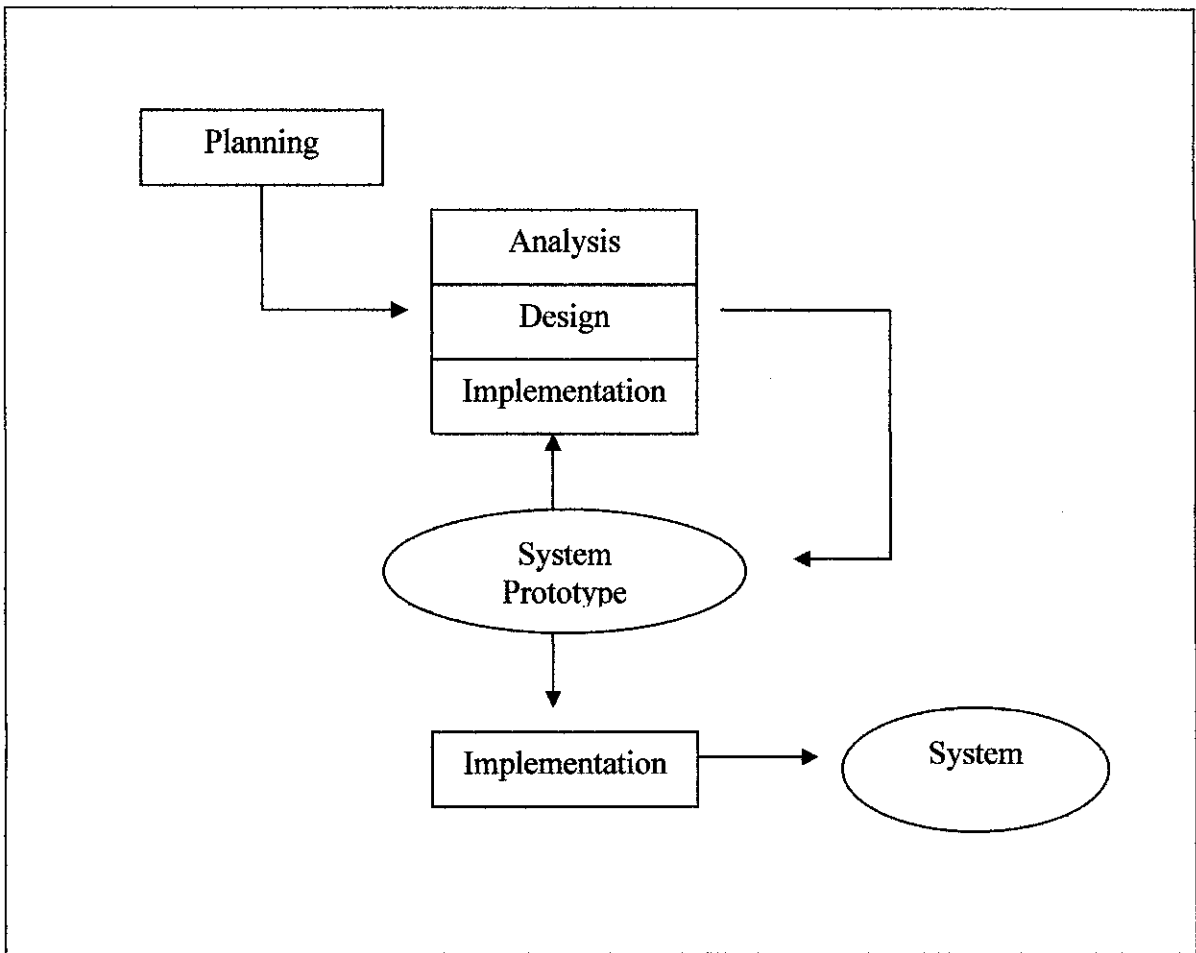 Planning
Analysis
Design
Implementation
System
Prototype
Implementation
System